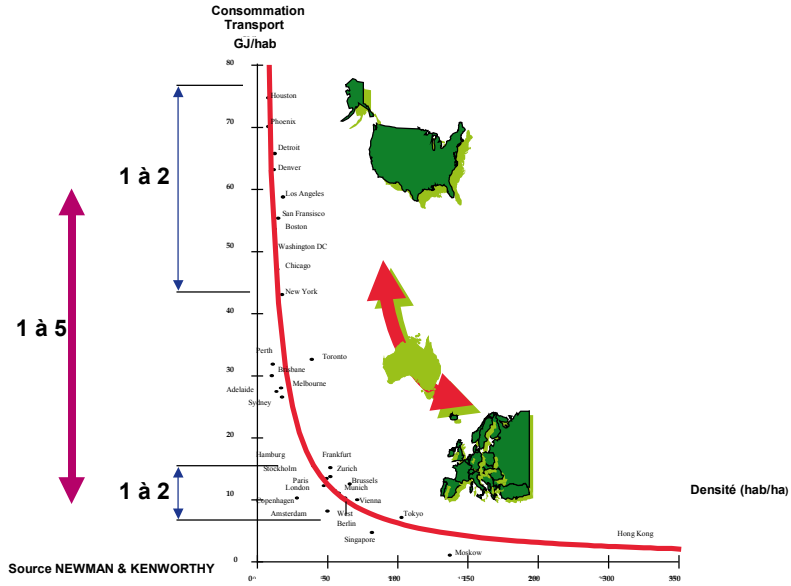 Consommation
Transport
GJ/hab
80
Houston
70
Phoenix
Detroit
Denver
1 à 2
60
Los Angeles
San Fransisco
Boston
50
Washington DC
Chicago
New York
40
1 à 5
Perth
Toronto
30
Brisbane
Adelaide
Melbourne
Sydney
20
Hamburg
Frankfurt
Stockholm
Zurich
Paris
Brussels
London
Munich
1 à 2
10
Copenhagen
Vienna
Densité (hab/ha)
Amsterdam
West
Berlin
Tokyo
Singapore
Hong Kong
Moskow
0
Source NEWMAN & KENWORTHY
50
100
150
200
250
300
350